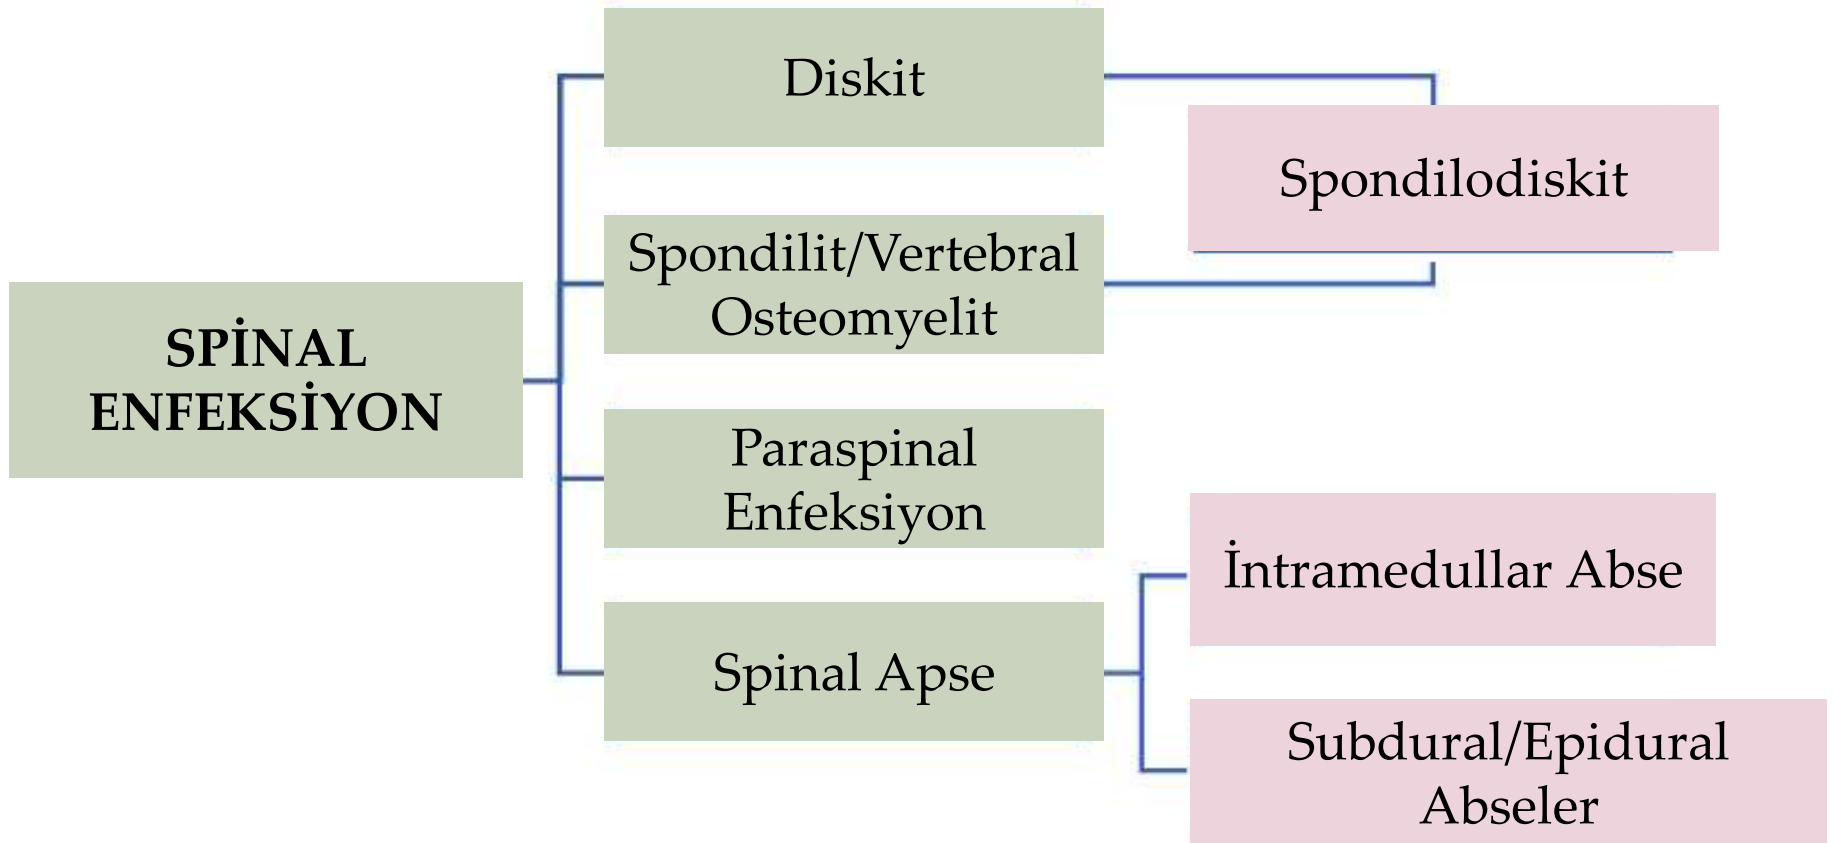 SPİNAL
ENFEKSİYON
Diskit
Spondilit/Vertebral
Osteomyelit
Paraspinal
Enfeksiyon
Spinal Apse
Spondilodiskit
İntramedullar Abse
Subdural/Epidural
Abseler